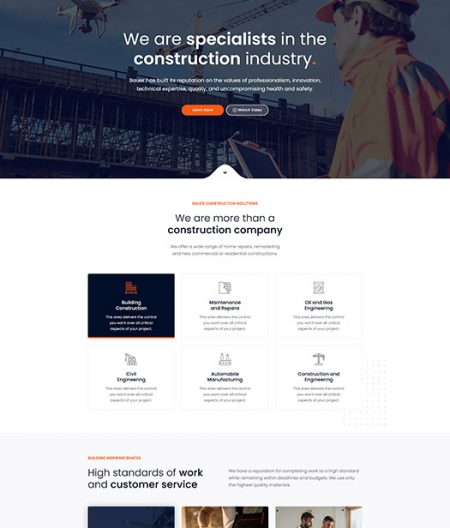 We are specialists in the
construction industry.
Bauer has built its reputation on the values of professionalism, innovation,
technical expertise, quality, and uncompromising health and safety.
Learn More
Watch Video
BAUER CONSTRUCTION SOLUTIONS
We are more than a
construction company
We offer a wide range of home repairs, remodeling
and new commercial or residential constructions.
Building
Construction
This area delivers the control
you want over all critical
aspects of your project
Maintenance
and Repairs
This area delivers the control
you want over all critical
aspects of your project
Oil and Gas
Engineering
This area delivers the control
you want over all critical
aspects of your project
Civil
Engineering
This area delivers the control
you want over all critical
aspects of your project
Automobile
Manufacturing
This area delivers the control
you want over all critical
aspects of your project
Construction and
Engineering
This area delivers the control
you want over all critical
aspects of your project
BUILDING INSPIRING SPACES
High standards of work
and customer service
We have a reputation for completing work to a high standard
while remaining within deadlines and budgets. We use only
the highest quality materials.